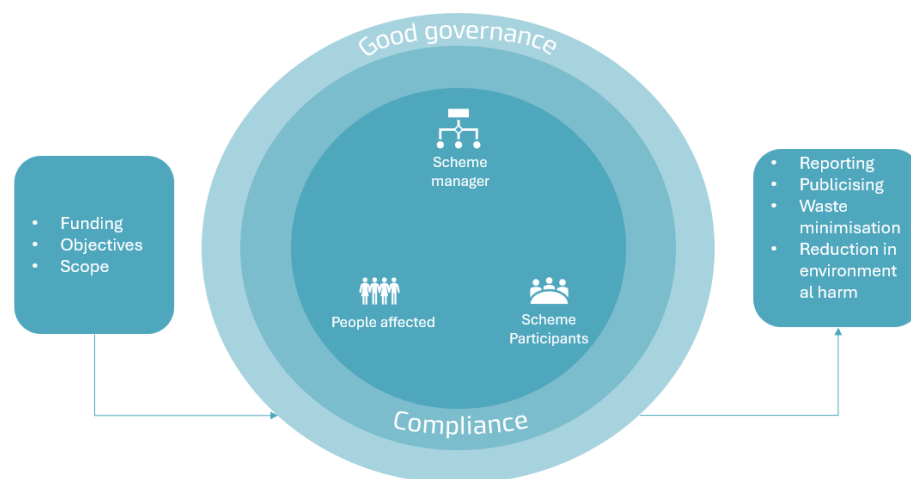 Good governance
Scheme
manager
• Funding
• Objectives
• Scope
People affected
Scheme
Participants
Compliance
• Reporting
• Publicising
• Waste
minimisation
• Reduction in
environment
al harm